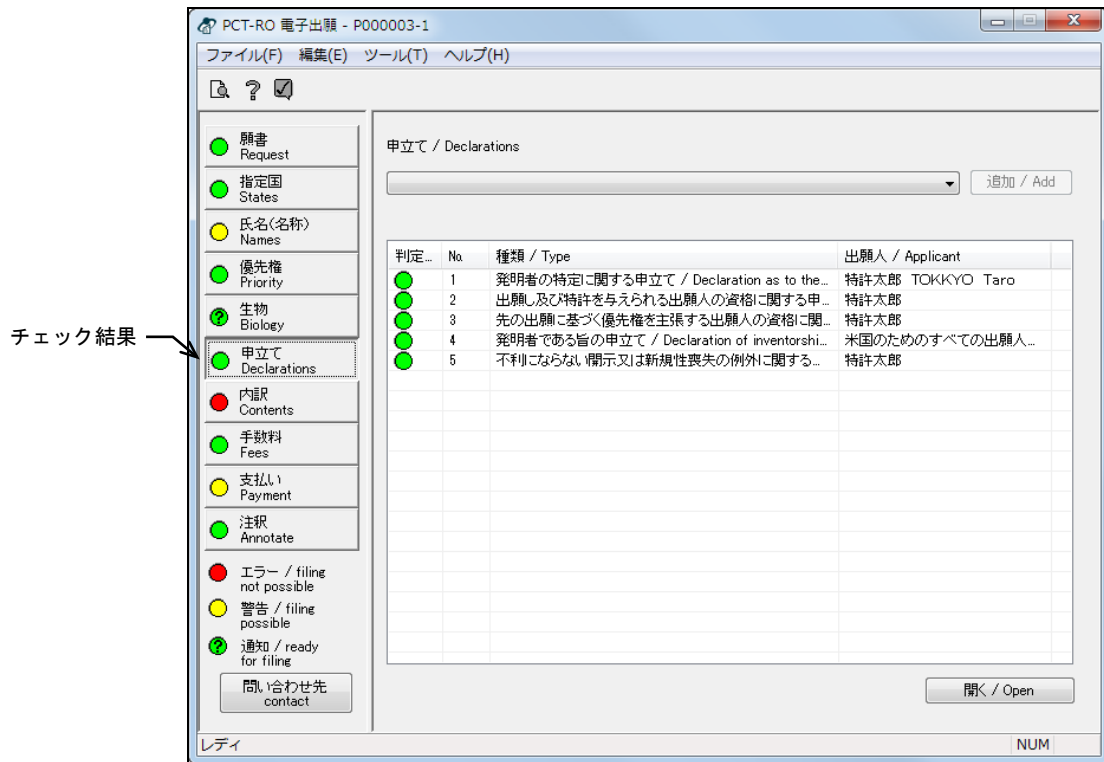 PCT-RO 電子出願 - P000003-1
ファイル(F) 編集(E) ツール(T) ヘルプ(H)
願書
Request
指定国
States
氏名(名称)
Names
優先権
Priority
生物
Biology
チェック結果
申立て
Declarations
内訳
Contents
手数料
Fees
支払い
Payment
注釈
Annotate
エラー / filing
not possible
警告 / filing
possible
通知 / ready
for filing
問い合わせ先
contact
申立て / Declarations
追加 / Add
判定... No. 種類 / Type 出願人 / Applicant
1 発明者の特定に関する申立て / Declaration as to the... 特許太郎 TOKKYO Taro
2 出願し及び特許を与えられる出願人の資格に関する申... 特許太郎
3 先の出願に基づく優先権を主張する出願人の資格に関... 特許太郎
4 発明者である旨の申立て / Declaration of inventorshi... 米国のためのすべての出願人...
5 不利にならない開示又は新規性喪失の例外に関する... 特許太郎
開く / Open
レディ NUM